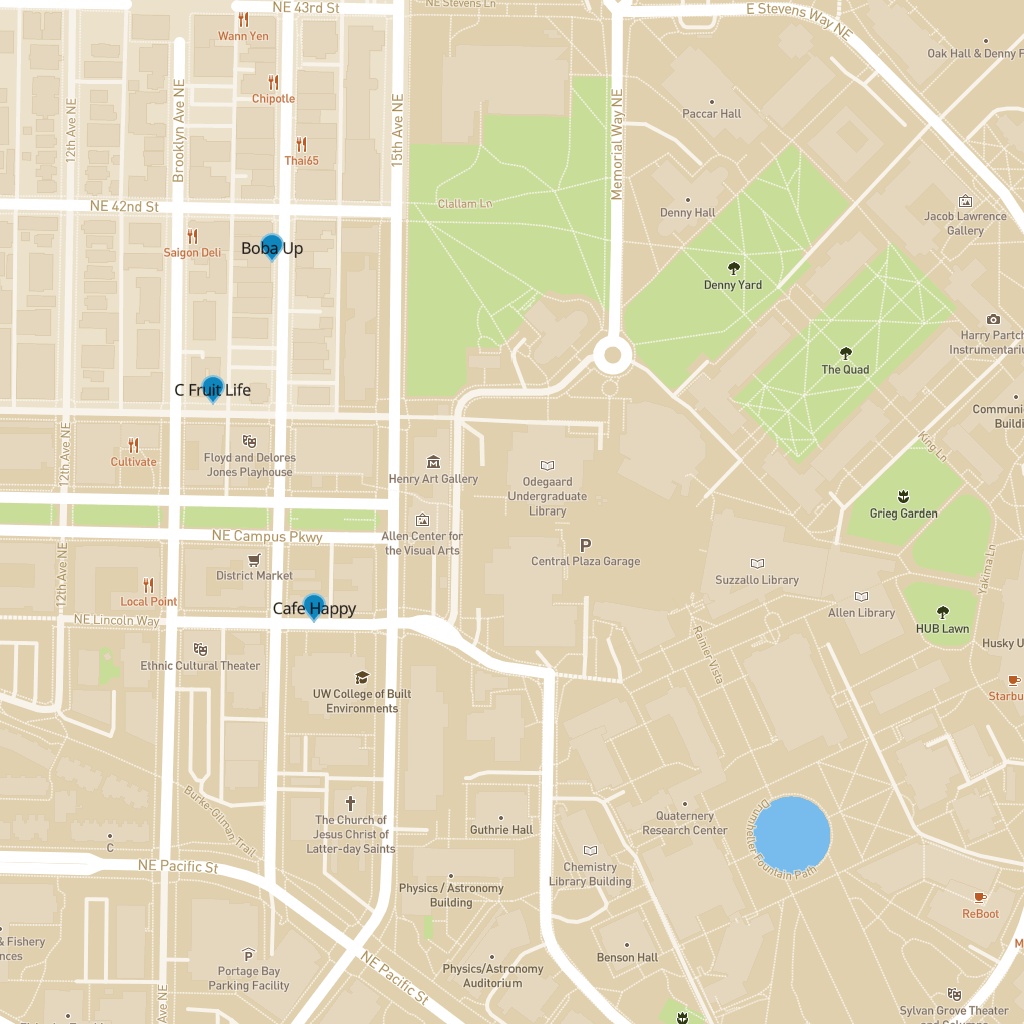 NE 43rd St
NE Stevens Ln
E Stevens Way NE
Wann Yen
Oak Hall & Denny F
Chipotle
12th Ave NE
Brooklyn Ave NE
15th Ave NE
Memorial Way NE
Paccar Hall
Thai65
NE 42nd St
Clallam Ln
Denny Hall
Jacob Lawrence
Gallery
Saigon Deli
Boba Up
Denny Yard
Harry Partch
Instrumentariu
The Quad
C Fruit Life
Communi
Buildi
12th Ave NE
Cultivate
Floyd and Delores
Jones Playhouse
Henry Art Gallery
Odegaard
Undergraduate
Library
King Ln
Grieg Garden
NE Campus Pkwy
Allen Center for
the Visual Arts
Central Plaza Garage
District Market
Suzzallo Library
Yakima Ln
12th Ave NE
Local Point
Cafe Happy
Allen Library
NE Lincoln Way
HUB Lawn
Rainier Vista
Husky U
Ethnic Cultural Theater
UW College of Built
Environments
Starbu
Burke-Gilman Trail
The Church of
Jesus Christ of
Latter-day Saints
Guthrie Hall
Quaternery
Research Center
Drumheller Fountain Path
C
NE Pacific St
Chemistry
Library Building
Physics / Astronomy
Building
ReBoot
& Fishery
nces
Benson Hall
M
Portage Bay
Parking Facility
NE Pacific St
Physics/Astronomy
Auditorium
Ave NE
Sylvan Grove Theater